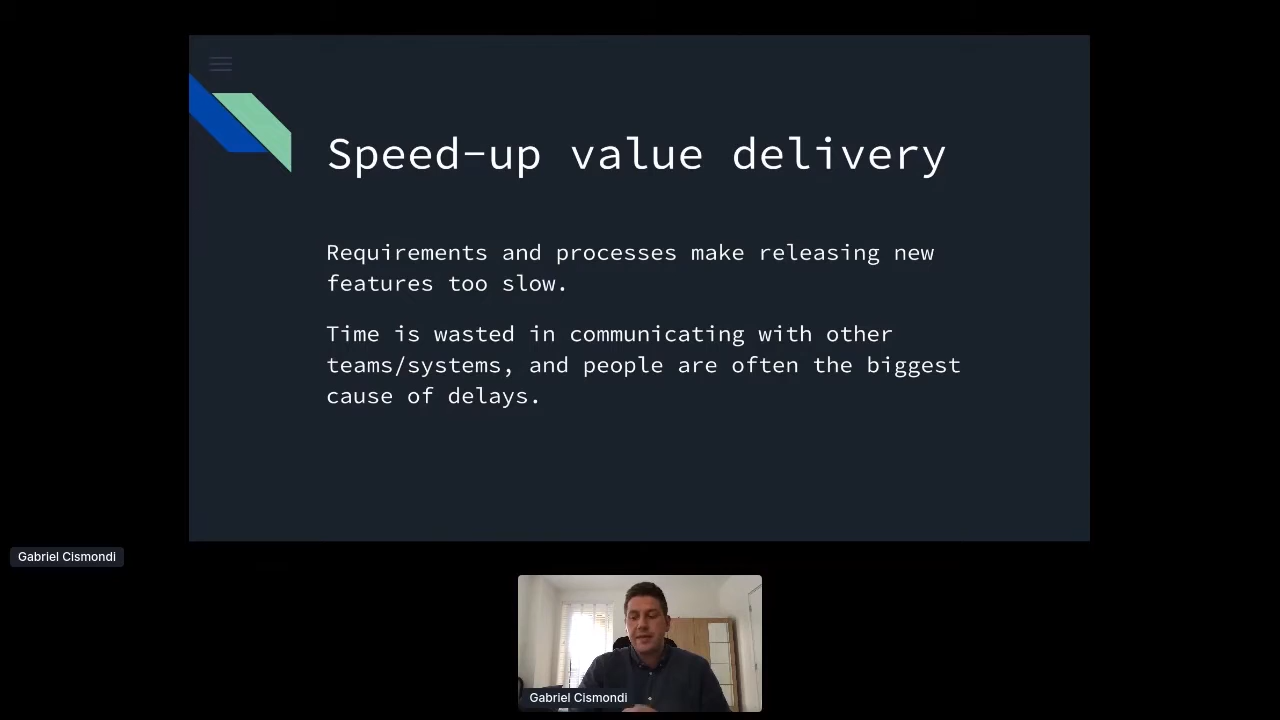 Speed-up value delivery
Requirements and processes make releasing new
features too slow.
Time is wasted in communicating with other
teams/systems, and people are often the biggest
cause of delays.
Gabriel Cismondi
Gabriel Cismondi